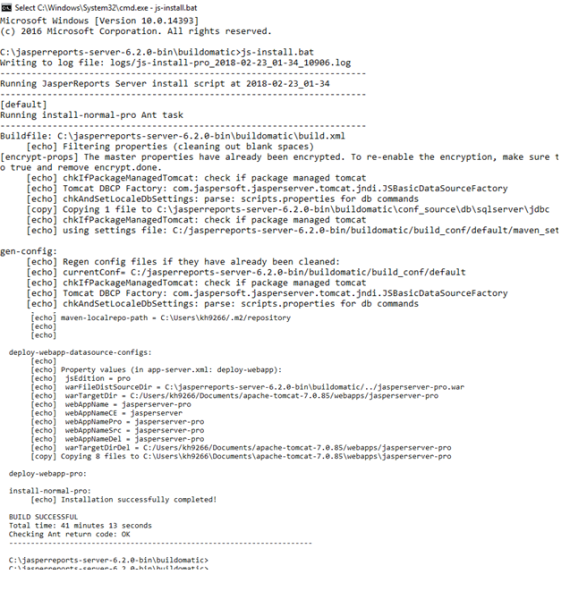 Select C:\Windows\System32\cmd.exe - js-install.bat
Microsoft Windows [Version 10.0.14393]
(c) 2016 Microsoft Corporation. All rights reserved.
C:\jasperreports-server-6.2.0-bin\buildomatic>js-install.bat
Writing to log file: logs/js-install-pro_2018-02-23_01-34_10906.log
----------------------------------------------------------------------
Running JasperReports Server install script at 2018-02-23_01-34
----------------------------------------------------------------------
[default]
Running install-normal-pro Ant task
----------------------------------------------------------------------
Buildfile: C:\jasperreports-server-6.2.0-bin\buildomatic\build.xml
[echo] Filtering properties (cleaning out blank spaces)
[encrypt-props] The master properties have already been encrypted. To re-enable the encryption, make sure t
o true and remove encrypt.done.
[echo] chkIfPackageManagedTomcat: check if package managed tomcat
[echo] Tomcat DBCP Factory: com.jaspersoft.jasperserver.tomcat.jndi.JSBasicDataSourceFactory
[echo] chkAndSetLocaleDbSettings: parse: scripts.properties for db commands
[copy] Copying 1 file to C:\jasperreports-server-6.2.0-bin\buildomatic\conf_source\db\sqlserver\jdbc
[echo] chkIfPackageManagedTomcat: check if package managed tomcat
[echo] using settings file: C:/jasperreports-server-6.2.0-bin/buildomatic/build_conf/default/maven_set
gen-config:
[echo] Regen config files if they have already been cleaned:
[echo] currentConf= C:/jasperreports-server-6.2.0-bin/buildomatic/build_conf/default
[echo] chkIfPackageManagedTomcat: check if package managed tomcat
[echo] Tomcat DBCP Factory: com.jaspersoft.jasperserver.tomcat.jndi.JSBasicDataSourceFactory
[echo] chkAndSetLocaleDbSettings: parse: scripts.properties for db commands
[echo] maven-localrepo-path = C:\Users\kh9266/.m2/repository
[echo]
[echo]
deploy-webapp-datasource-configs:
[echo]
[echo] Property values (in app-server.xml: deploy-webapp):
[echo] jsEdition = pro
[echo] warFileDistSourceDir = C:\jasperreports-server-6.2.0-bin\buildomatic/../jasperserver-pro.war
[echo] warTargetDir = C:/Users/kh9266/Documents/apache-tomcat-7.0.85/webapps/jasperserver-pro
[echo] webAppName = jasperserver-pro
[echo] webAppNameCE = jasperserver
[echo] webAppNamePro = jasperserver-pro
[echo] webAppNameSrc = jasperserver-pro
[echo] webAppNameDel = jasperserver-pro
[echo] warTargetDirDel = C:/Users/kh9266/Documents/apache-tomcat-7.0.85/webapps/jasperserver-pro
[copy] Copying 8 files to C:\Users\kh9266\Documents\apache-tomcat-7.0.85\webapps\jasperserver-pro
deploy-webapp-pro:
install-normal-pro:
[echo] Installation successfully completed!
BUILD SUCCESSFUL
Total time: 41 minutes 13 seconds
Checking Ant return code: OK
----------------------------------------------------------------------
C:\jasperreports-server-6.2.0-bin\buildomatic>
C:\jasperreports-server-6.2.0-bin\buildomatic>